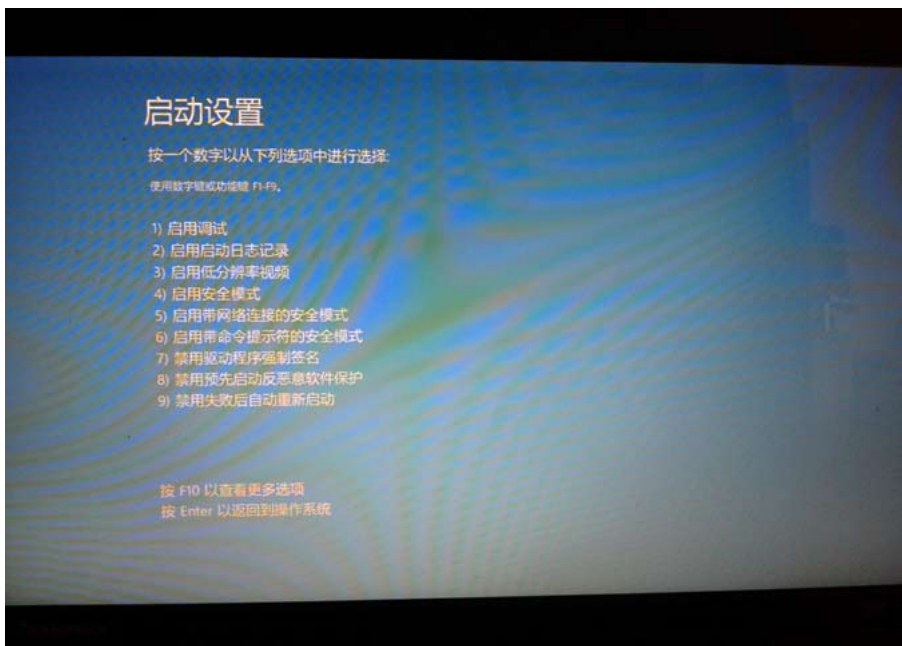 启动设置
按一个数字以从下列选项中进行选择:
使用数字键或功能键 F1-F9。
1) 启用调试
2) 启用启动日志记录
3) 启用低分辨率视频
4) 启用安全模式
5) 启用带网络连接的安全模式
6) 启用带命令提示符的安全模式
7) 禁用驱动程序强制签名
8) 禁用预先启动反恶意软件保护
9) 禁用失败后自动重新启动
按 F10 以查看更多选项
按 Enter 以返回到操作系统